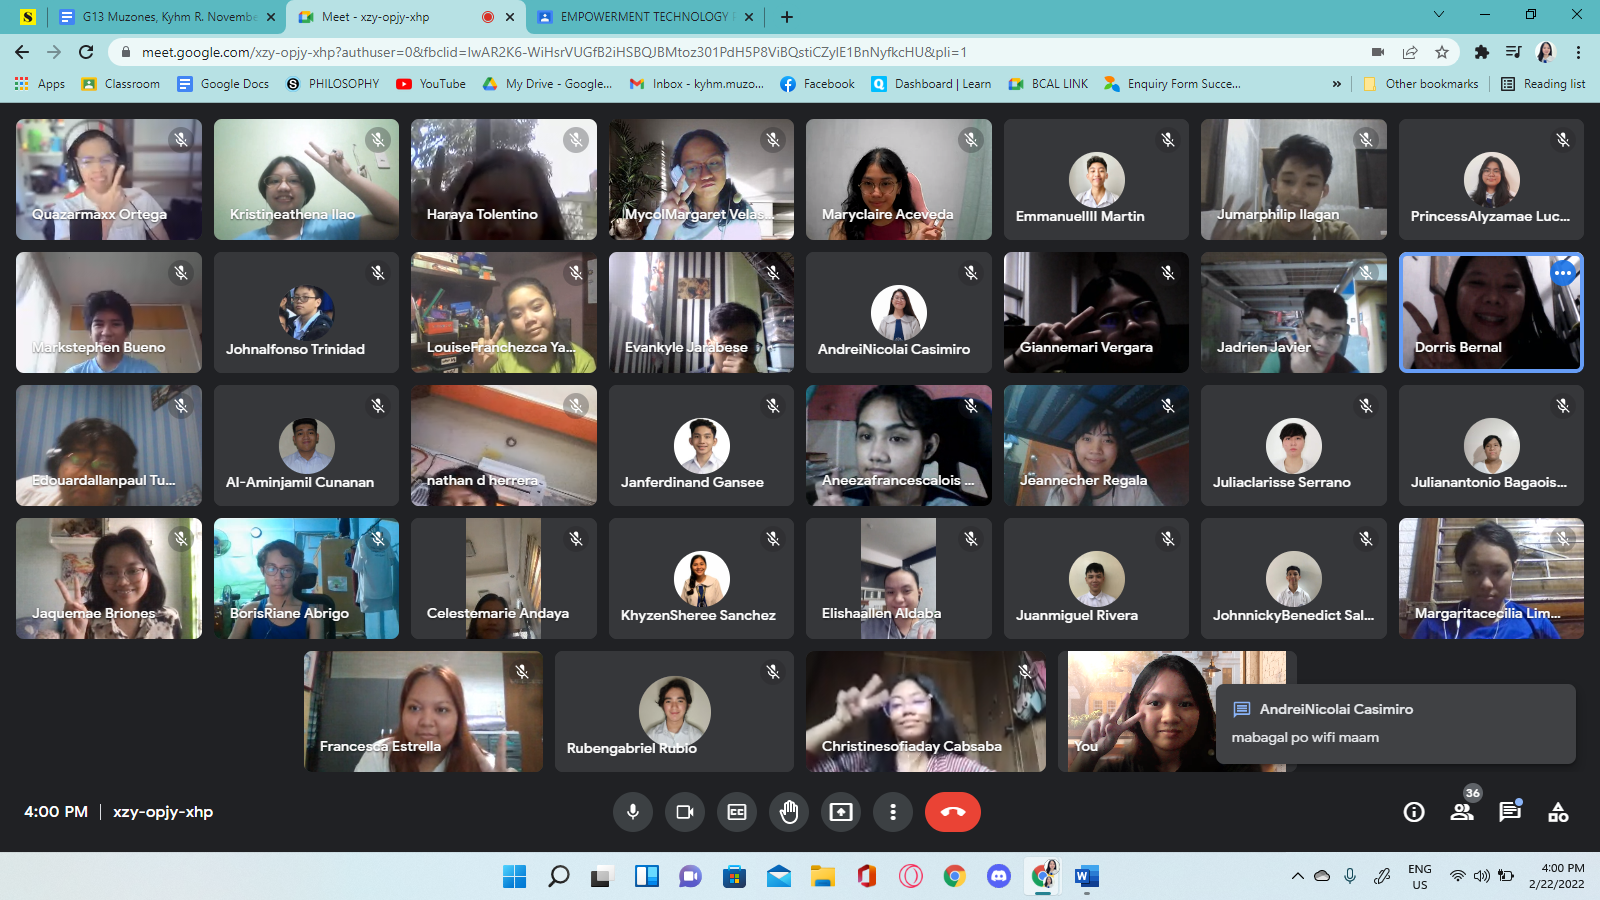 G13 Muzones, Kyhm R. Novembe
Meet - xzy-opjy-xhp
EMPOWERMENT TECHNOLOGY
meet.google.com/xzy-opjy-xhp?authuser=0&fbclid=IwAR2K6-WiHsrVUGfB2iHSBQJBMtoz301PdH5P8ViBQstiCZylE1BnNyfkcHU&pli=1
Apps Classroom Google Docs PHILOSOPHY YouTube My Drive - Google... Inbox - kyhm.muzo... Facebook Dashboard | Learn BCAL LINK Enquiry Form Succe... » Other bookmarks Reading list
Quazarmaxx Ortega
Kristineathena Ilao
Haraya Tolentino
MycolMargaret Velas...
Maryclaire Aceveda
EmmanuelIII Martin
Jumarphilip Ilagan
PrincessAlyzamae Luc...
Markstephen Bueno
Johnalfonso Trinidad
LouiseFranchezca Ya...
Evankyle Jarabese
AndreiNicolai Casimiro
Giannemari Vergara
Jadrien Javier
Dorris Bernal
Edouardallanpaul Tu...
Al-Aminjamil Cunanan
nathan d herrera
Janferdinand Gansee
Aneezafrancescalois ...
Jeannecher Regala
Juliaclarisse Serrano
Julianantonio Bagaois...
Jaquemae Briones
BorisRiane Abrigo
Celestemarie Andaya
KhyzenSheree Sanchez
Elishaallen Aldaba
Juanmiguel Rivera
JohnnickyBenedict Sal...
Margaritacecilia Lim...
Francesca Estrella
Rubengabriel Rubio
Christinesofiaday Cabsaba
You
AndreiNicolai Casimiro
mabagal po wifi maam
4:00 PM | xzy-opjy-xhp
CC
36
ENG
US
4:00 PM
2/22/2022